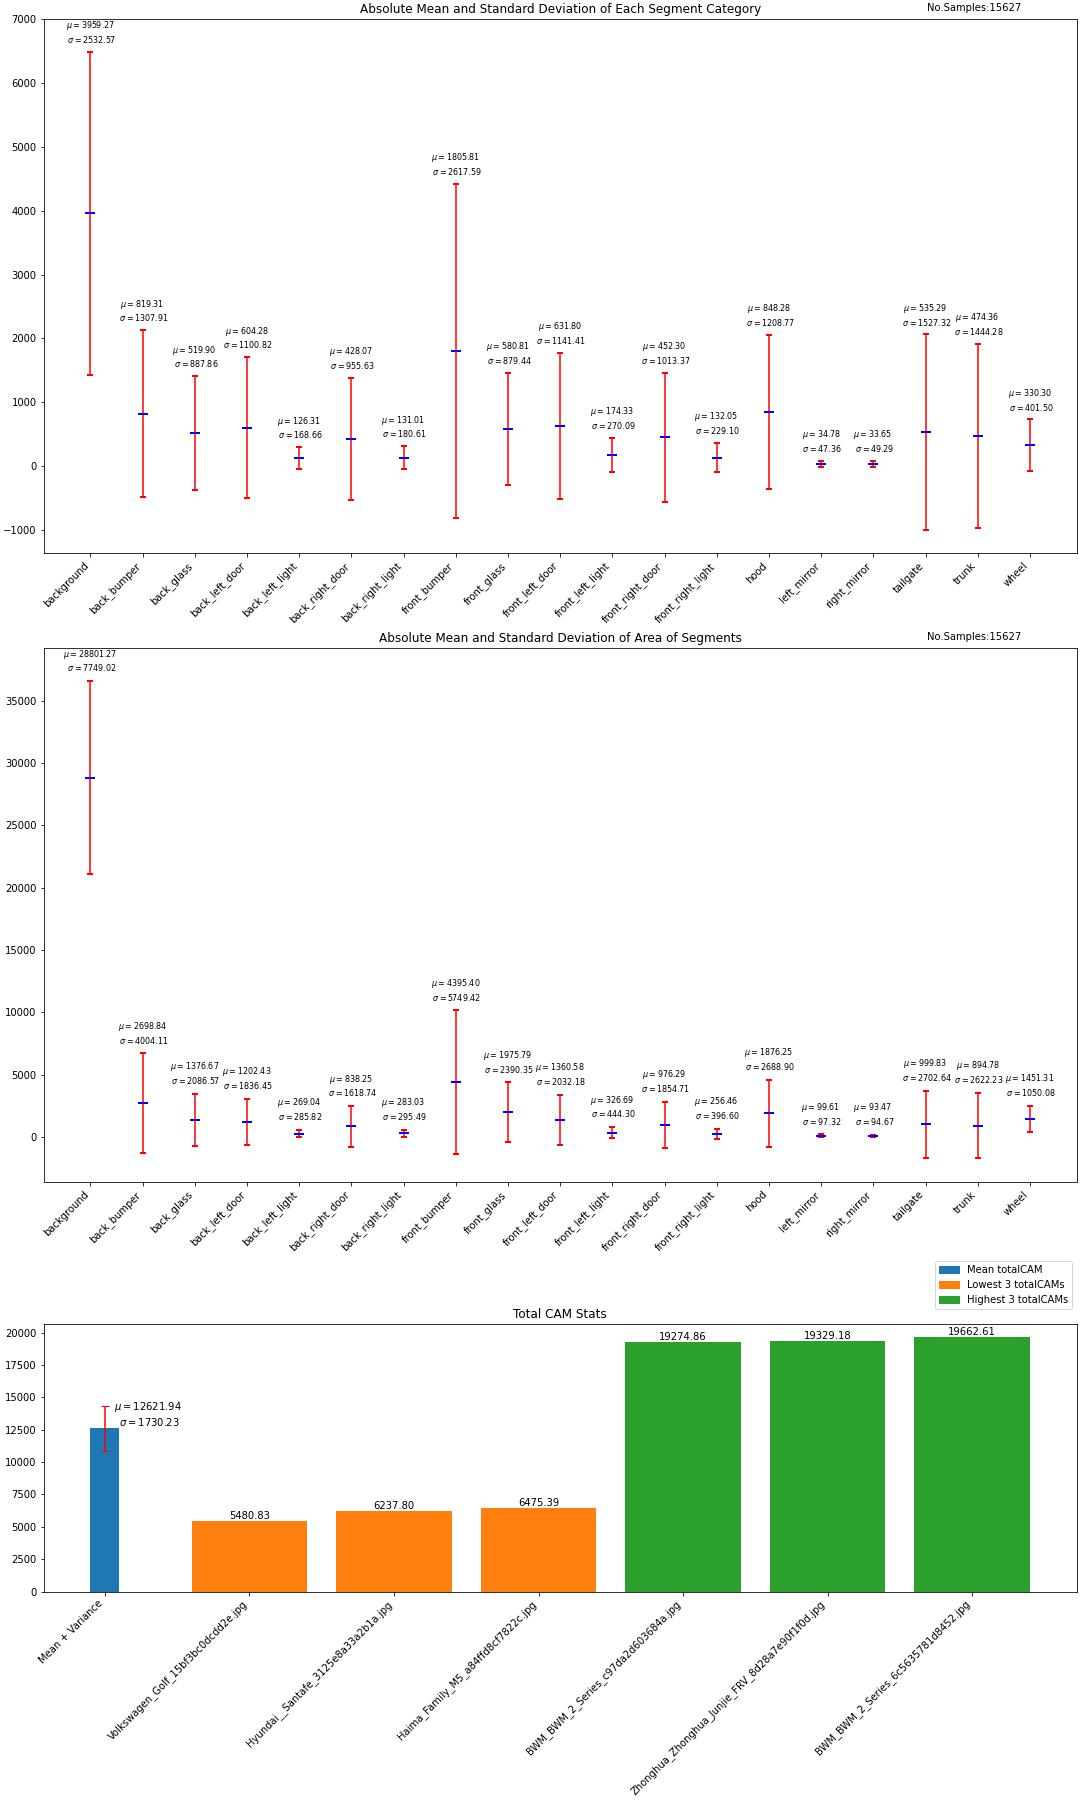 Absolute Mean and Standard Deviation of Each Segment Category
No.Samples:15627
7000
6000
5000
4000
3000
2000
1000
0
−1000
μ = 3959.27
σ = 2532.57
μ = 819.31
σ = 1307.91
μ = 519.90
σ = 887.86
μ = 604.28
σ = 1100.82
μ = 126.31
σ = 168.66
μ = 428.07
σ = 955.63
μ = 131.01
σ = 180.61
μ = 1805.81
σ = 2617.59
μ = 580.81
σ = 879.44
μ = 631.80
σ = 1141.41
μ = 174.33
σ = 270.09
μ = 452.30
σ = 1013.37
μ = 132.05
σ = 229.10
μ = 848.28
σ = 1208.77
μ = 34.78
σ = 47.36
μ = 33.65
σ = 49.29
μ = 535.29
σ = 1527.32
μ = 474.36
σ = 1444.28
μ = 330.30
σ = 401.50
background
back_bumper
back_glass
back_left_door
back_left_light
back_right_door
back_right_light
front_bumper
front_glass
front_left_door
front_left_light
front_right_door
front_right_light
hood
left_mirror
right_mirror
tailgate
trunk
wheel
Absolute Mean and Standard Deviation of Area of Segments
No.Samples:15627
35000
30000
25000
20000
15000
10000
5000
0
μ = 28801.27
σ = 7749.02
μ = 2698.84
σ = 4004.11
μ = 1376.67
σ = 2086.57
μ = 1202.43
σ = 1836.45
μ = 269.04
σ = 285.82
μ = 838.25
σ = 1618.74
μ = 283.03
σ = 295.49
μ = 4395.40
σ = 5749.42
μ = 1975.79
σ = 2390.35
μ = 1360.58
σ = 2032.18
μ = 326.69
σ = 444.30
μ = 976.29
σ = 1854.71
μ = 256.46
σ = 396.60
μ = 1876.25
σ = 2688.90
μ = 99.61
σ = 97.32
μ = 93.47
σ = 94.67
μ = 999.83
σ = 2702.64
μ = 894.78
σ = 2622.23
μ = 1451.31
σ = 1050.08
background
back_bumper
back_glass
back_left_door
back_left_light
back_right_door
back_right_light
front_bumper
front_glass
front_left_door
front_left_light
front_right_door
front_right_light
hood
left_mirror
right_mirror
tailgate
trunk
wheel
Mean totalCAM
Lowest 3 totalCAMs
Highest 3 totalCAMs
Total CAM Stats
20000
17500
15000
12500
10000
7500
5000
2500
0
μ = 12621.94
σ = 1730.23
5480.83
6237.80
6475.39
19274.86
19329.18
19662.61
Mean + Variance
Volkswagen_Golf_15bf3bc0dcdd2e.jpg
Hyundai__Santafe_3125e8a33a2b1a.jpg
Haima_Family_M5_a84ffd8cf7822c.jpg
BWM_BWM_2_Series_c97da2d603684a.jpg
Zhonghua_Zhonghua_Junjie_FRV_8d28a7e90f1f0d.jpg
BWM_BWM_2_Series_6c5635781d8452.jpg